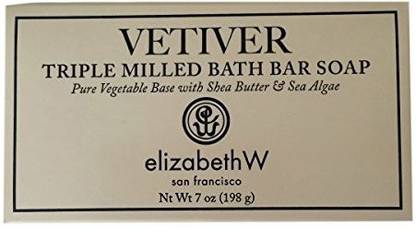 VETIVER
TRIPLE MILLED BATH BAR SOAP
Pure Vegetable Base with Shea Butter & Sea Algae
elizabethW
san francisco
Nt Wt 7 oz (198 g)